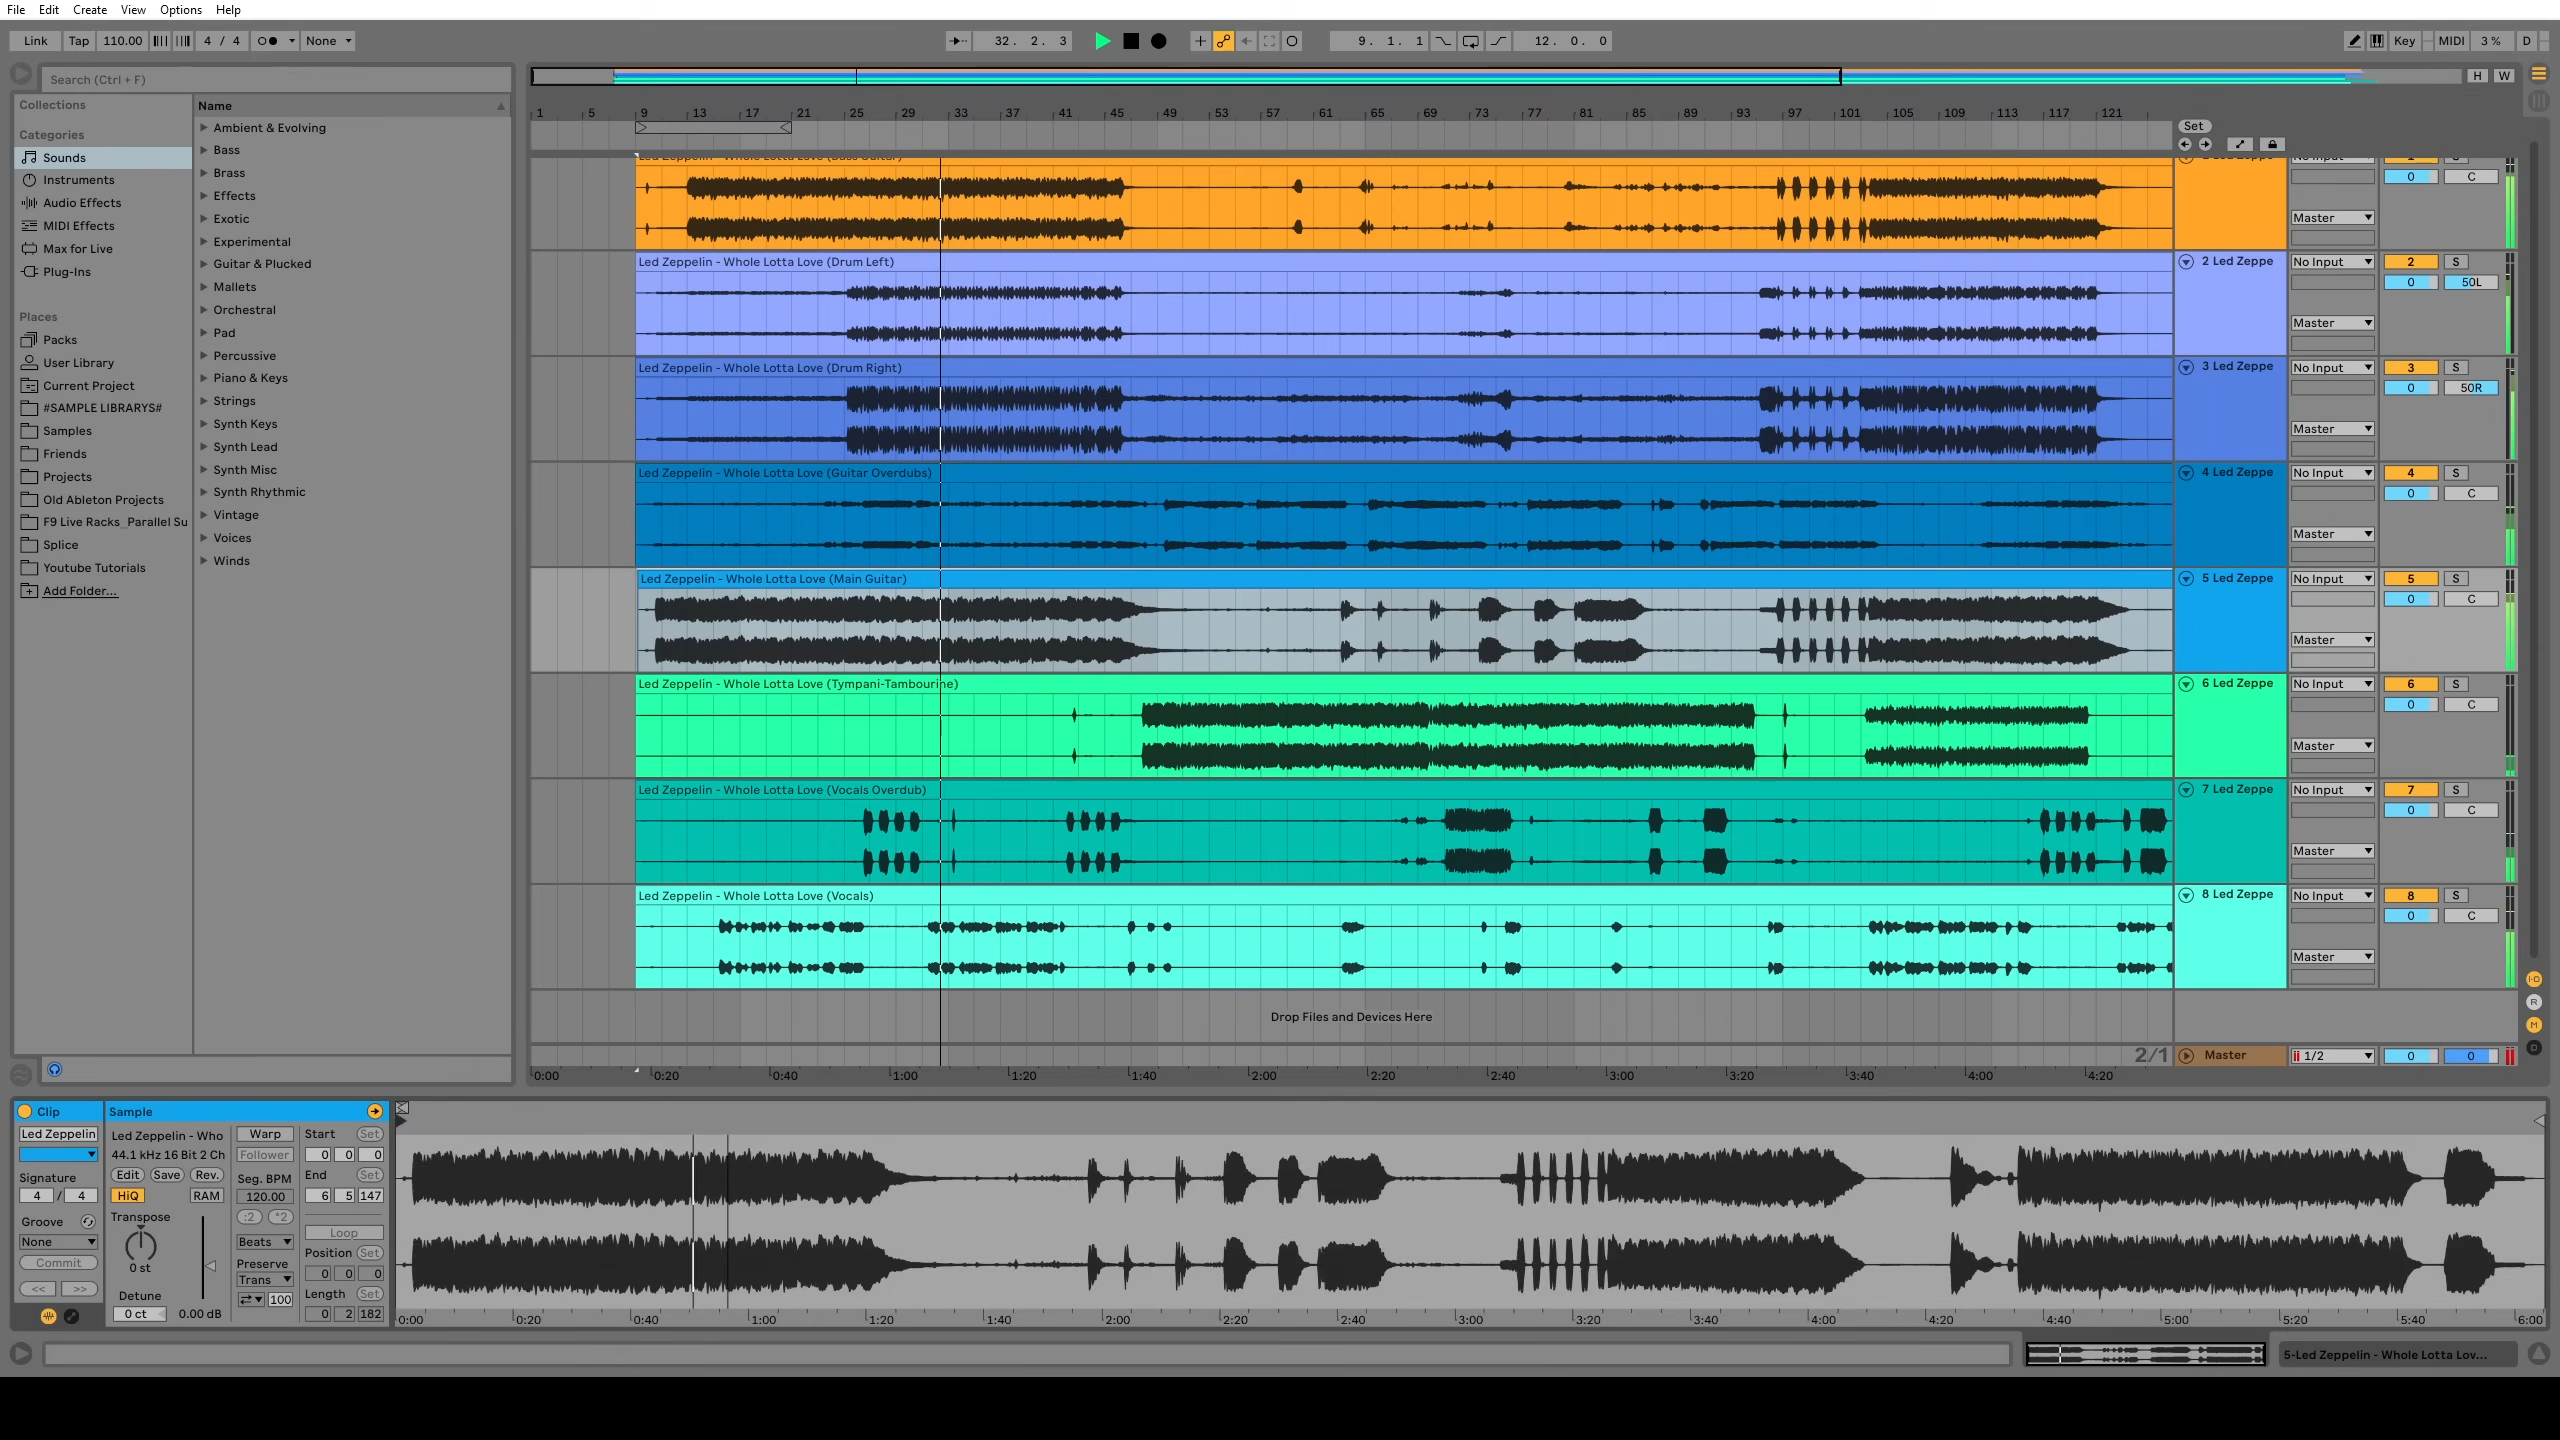 File Edit Create View Options Help
Link Tap 110.00 4 / 4 None 32. 2. 3 9. 1. 1 12. 0. 0 Key MIDI 3 % D
Search (Ctrl + F) H W
Collections Name
Categories
Sounds
Instruments
Audio Effects
MIDI Effects
Max for Live
Plug-Ins
Places
Packs
User Library
Current Project
#SAMPLE LIBRARYS#
Samples
Friends
Projects
Old Ableton Projects
F9 Live Racks_Parallel Su
Splice
Youtube Tutorials
Add Folder...
Ambient & Evolving
Bass
Brass
Effects
Exotic
Experimental
Guitar & Plucked
Mallets
Orchestral
Pad
Percussive
Piano & Keys
Strings
Synth Keys
Synth Lead
Synth Misc
Synth Rhythmic
Vintage
Voices
Winds
1 5 9 13 17 21 25 29 33 37 41 45 49 53 57 61 65 69 73 77 81 85 89 93 97 101 105 109 113 117 121
Set
0 C
Master
Led Zeppelin - Whole Lotta Love (Drum Left) 2 Led Zeppe No Input 2 S
0 50L
Master
Led Zeppelin - Whole Lotta Love (Drum Right) 3 Led Zeppe No Input 3 S
0 50R
Master
Led Zeppelin - Whole Lotta Love (Guitar Overdubs) 4 Led Zeppe No Input 4 S
0 C
Master
Led Zeppelin - Whole Lotta Love (Main Guitar) 5 Led Zeppe No Input 5 S
0 C
Master
Led Zeppelin - Whole Lotta Love (Tympani-Tambourine) 6 Led Zeppe No Input 6 S
0 C
Master
Led Zeppelin - Whole Lotta Love (Vocals Overdub) 7 Led Zeppe No Input 7 S
0 C
Master
Led Zeppelin - Whole Lotta Love (Vocals) 8 Led Zeppe No Input 8 S
0 C
Master
Drop Files and Devices Here
2/1 Master 1/2 0 0
0:00 0:20 0:40 1:00 1:20 1:40 2:00 2:20 2:40 3:00 3:20 3:40 4:00 4:20
I-O
R
M
D
Clip
Led Zeppelin
Signature
4 / 4
Groove
None
Commit
<< >>
Sample
Led Zeppelin - Who
44.1 kHz 16 Bit 2 Ch
Edit Save Rev.
HiQ RAM
Transpose
0 st
Detune
0 ct 0.00 dB
Warp
Follower
Seg. BPM
120.00
:2 *2
Beats
Preserve
Trans
100
Start Set
0 0 0
End Set
6 5 147
Loop
Position Set
0 0 0
Length Set
0 2 182
0:00 0:20 0:40 1:00 1:20 1:40 2:00 2:20 2:40 3:00 3:20 3:40 4:00 4:20 4:40 5:00 5:20 5:40 6:00
5-Led Zeppelin - Whole Lotta Lov...